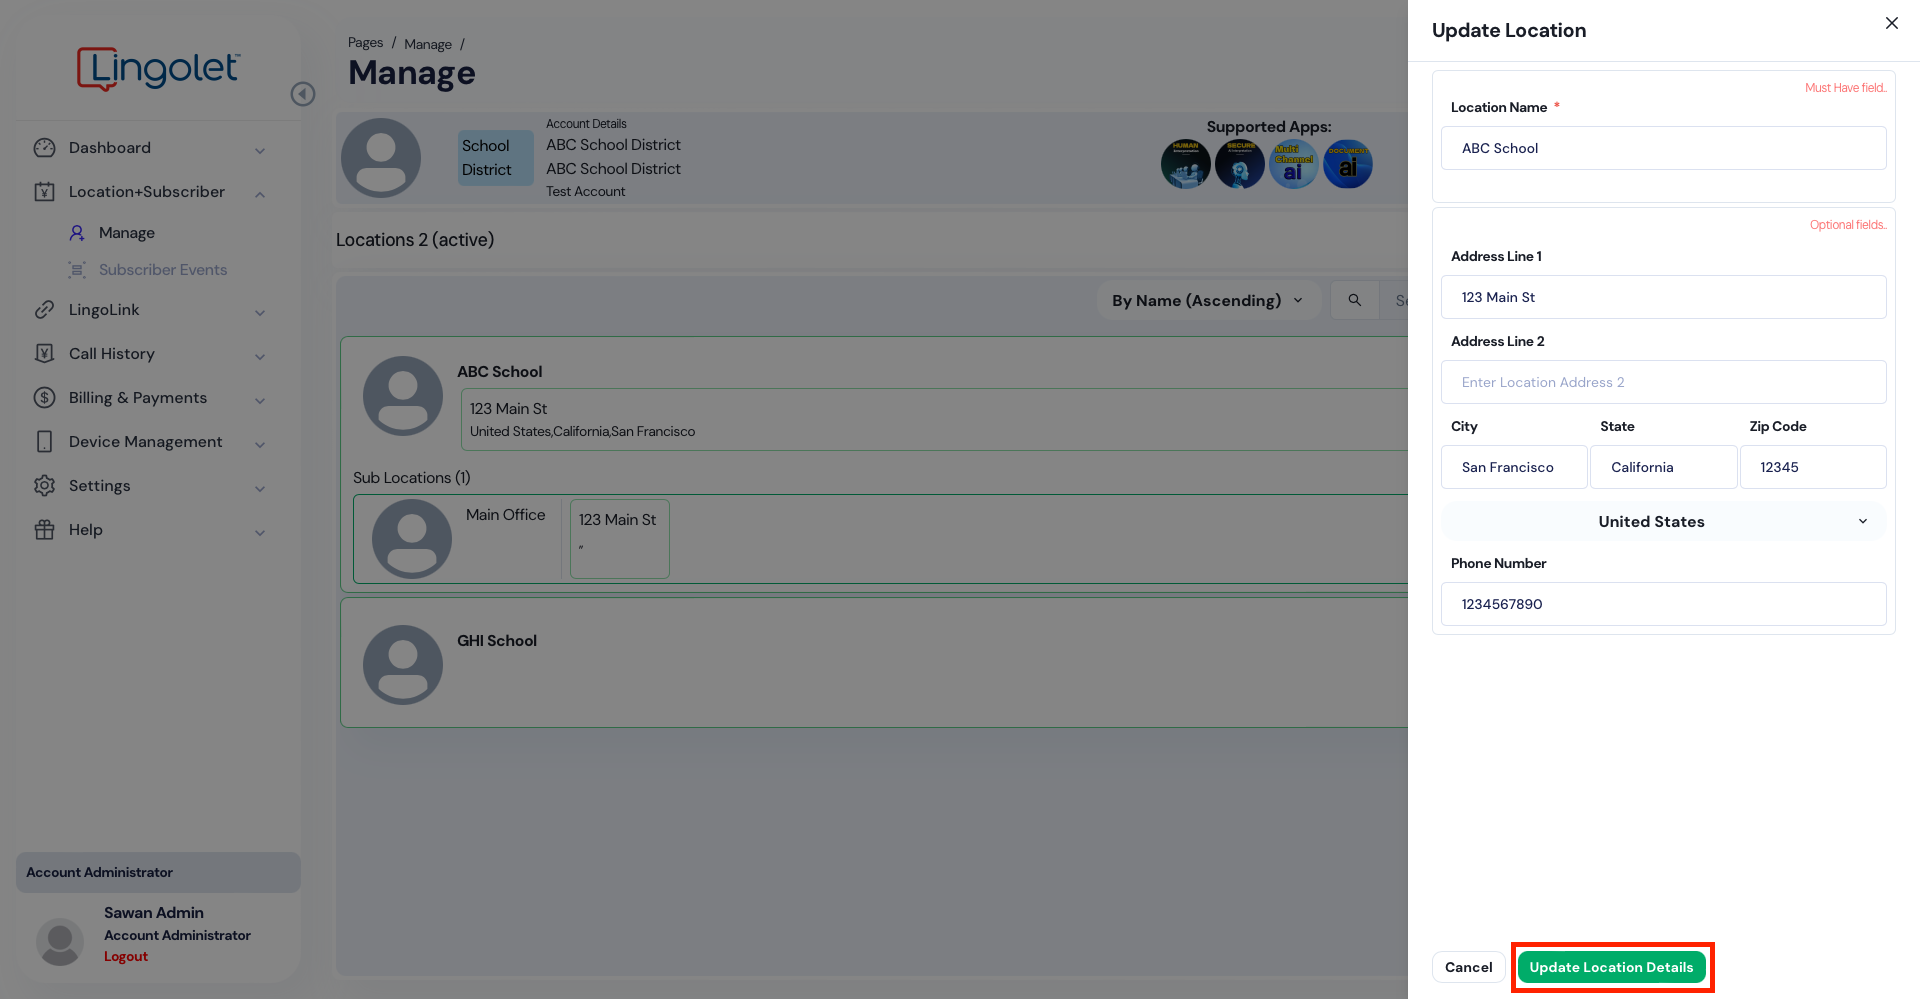 Lingolet™
Dashboard
Location+Subscriber
Manage
Subscriber Events
LingoLink
Call History
Billing & Payments
Device Management
Settings
Help
Account Administrator
Sawan Admin
Account Administrator
Logout
Pages / Manage /
Manage
School
District
Account Details
ABC School District
ABC School District
Test Account
Supported Apps:
HUMAN
Interpretation
SECURE
AI Interpretation
Multi
Channel
ai
DOCUMENT
ai
Locations 2 (active)
By Name (Ascending)
ABC School
123 Main St
United States,California,San Francisco
Sub Locations (1)
Main Office
123 Main St
,,
GHI School
Update Location
Must Have field..
Location Name *
ABC School
Optional fields..
Address Line 1
123 Main St
Address Line 2
Enter Location Address 2
City State Zip Code
San Francisco California 12345
United States
Phone Number
1234567890
Cancel Update Location Details